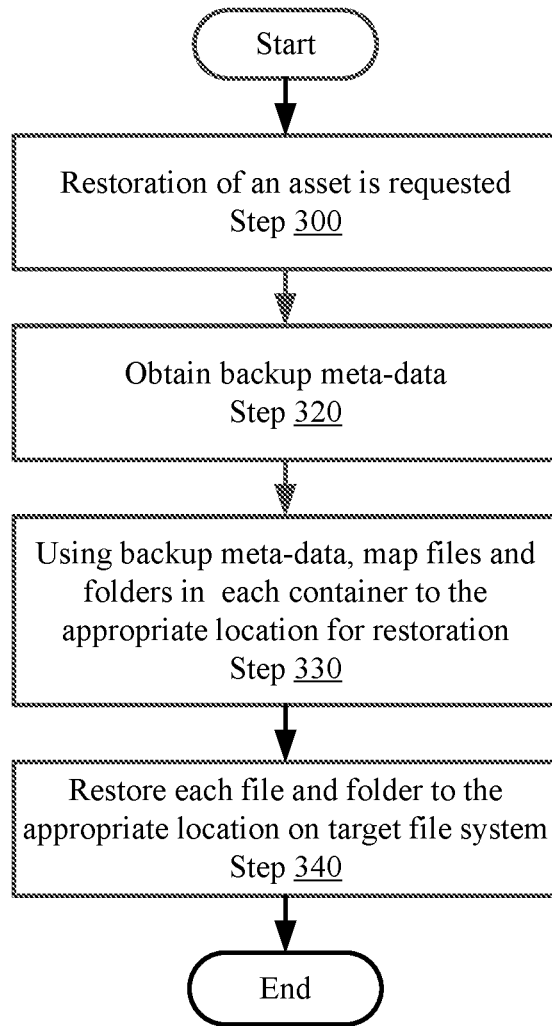 Start
Restoration of an asset is requested
Step 300
Obtain backup meta-data
Step 320
Using backup meta-data, map files and
folders in each container to the
appropriate location for restoration
Step 330
Restore each file and folder to the
appropriate location on target file system
Step 340
End